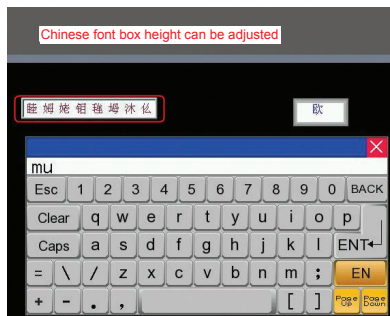 Chinese font box height can be adjusted
睦 姆 姥 钼 毪 坶 沐 仫
欧
mu
Esc 1 2 3 4 5 6 7 8 9 0 BACK
Clear q w e r t y u i o p
Caps a s d f g h j k l ENT
= \ / z x c v b n m ; EN
+ - . , [ ] Page Up Page Down